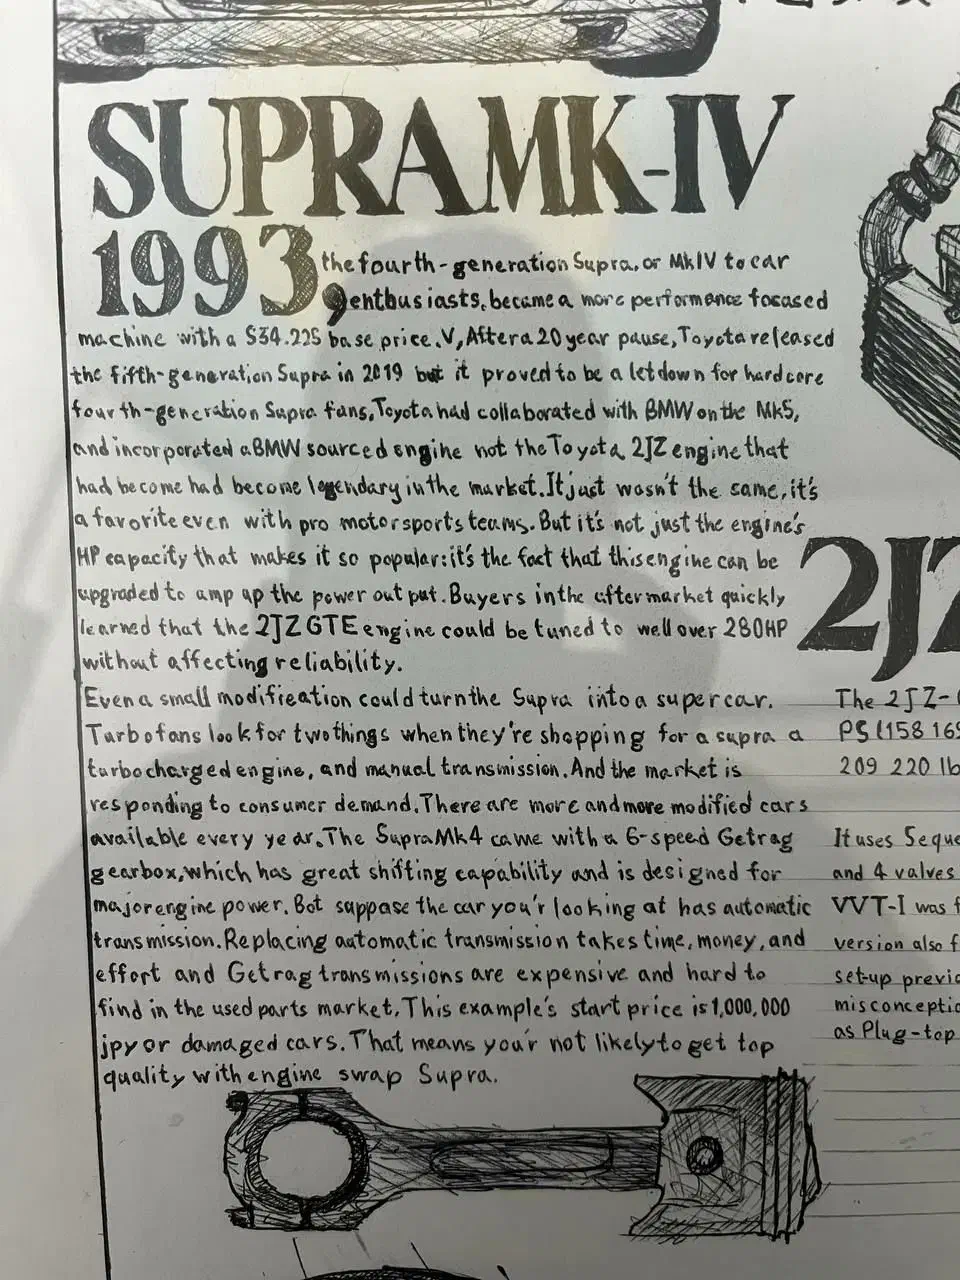 SUPRA MK-IV
1993,
the fourth-generation Supra, or MkIV to car
enthusiasts, became a more performance focased
machine with a $34.225 base price. V, After a 20 year pause, Toyota released
the fifth-generation Supra in 2019 but it proved to be a letdown for hardcore
fourth-generation Supra fans, Toyota had collaborated with BMW on the Mk5,
and incorporated a BMW sourced engine not the Toyota 2JZ engine that
had become had become legendary in the market. It just wasn't the same, it's
a favorite even with pro motorsports teams. But it's not just the engine's
HP capacity that makes it so popular: it's the fact that this engine can be
upgraded to amp up the power output. Buyers in the aftermarket quickly
learned that the 2JZ GTE engine could be tuned to well over 280HP
without affecting reliability.
Even a small modification could turn the Supra into a supercar.
Turbo fans look for two things when they're shopping for a supra a
turbocharged engine, and manual transmission. And the market is
responding to consumer demand. There are more and more modified cars
available every year. The Supra Mk4 came with a 6-speed Getrag
gearbox, which has great shifting capability and is designed for
major engine power. Bot suppase the car you'r looking at has automatic
transmission. Replacing automatic transmission takes time, money, and
effort and Getrag transmissions are expensive and hard to
find in the used parts market. This example's start price is 1,000,000
jpy or damaged cars. That means you'r not likely to get top
quality with engine swap Supra.
2JZ
The 2JZ-
PS (158 165
209 220 lb
It uses Seque
and 4 valves
VVT-I was f
version also f
set-up previo
misconceptio
as Plug-top